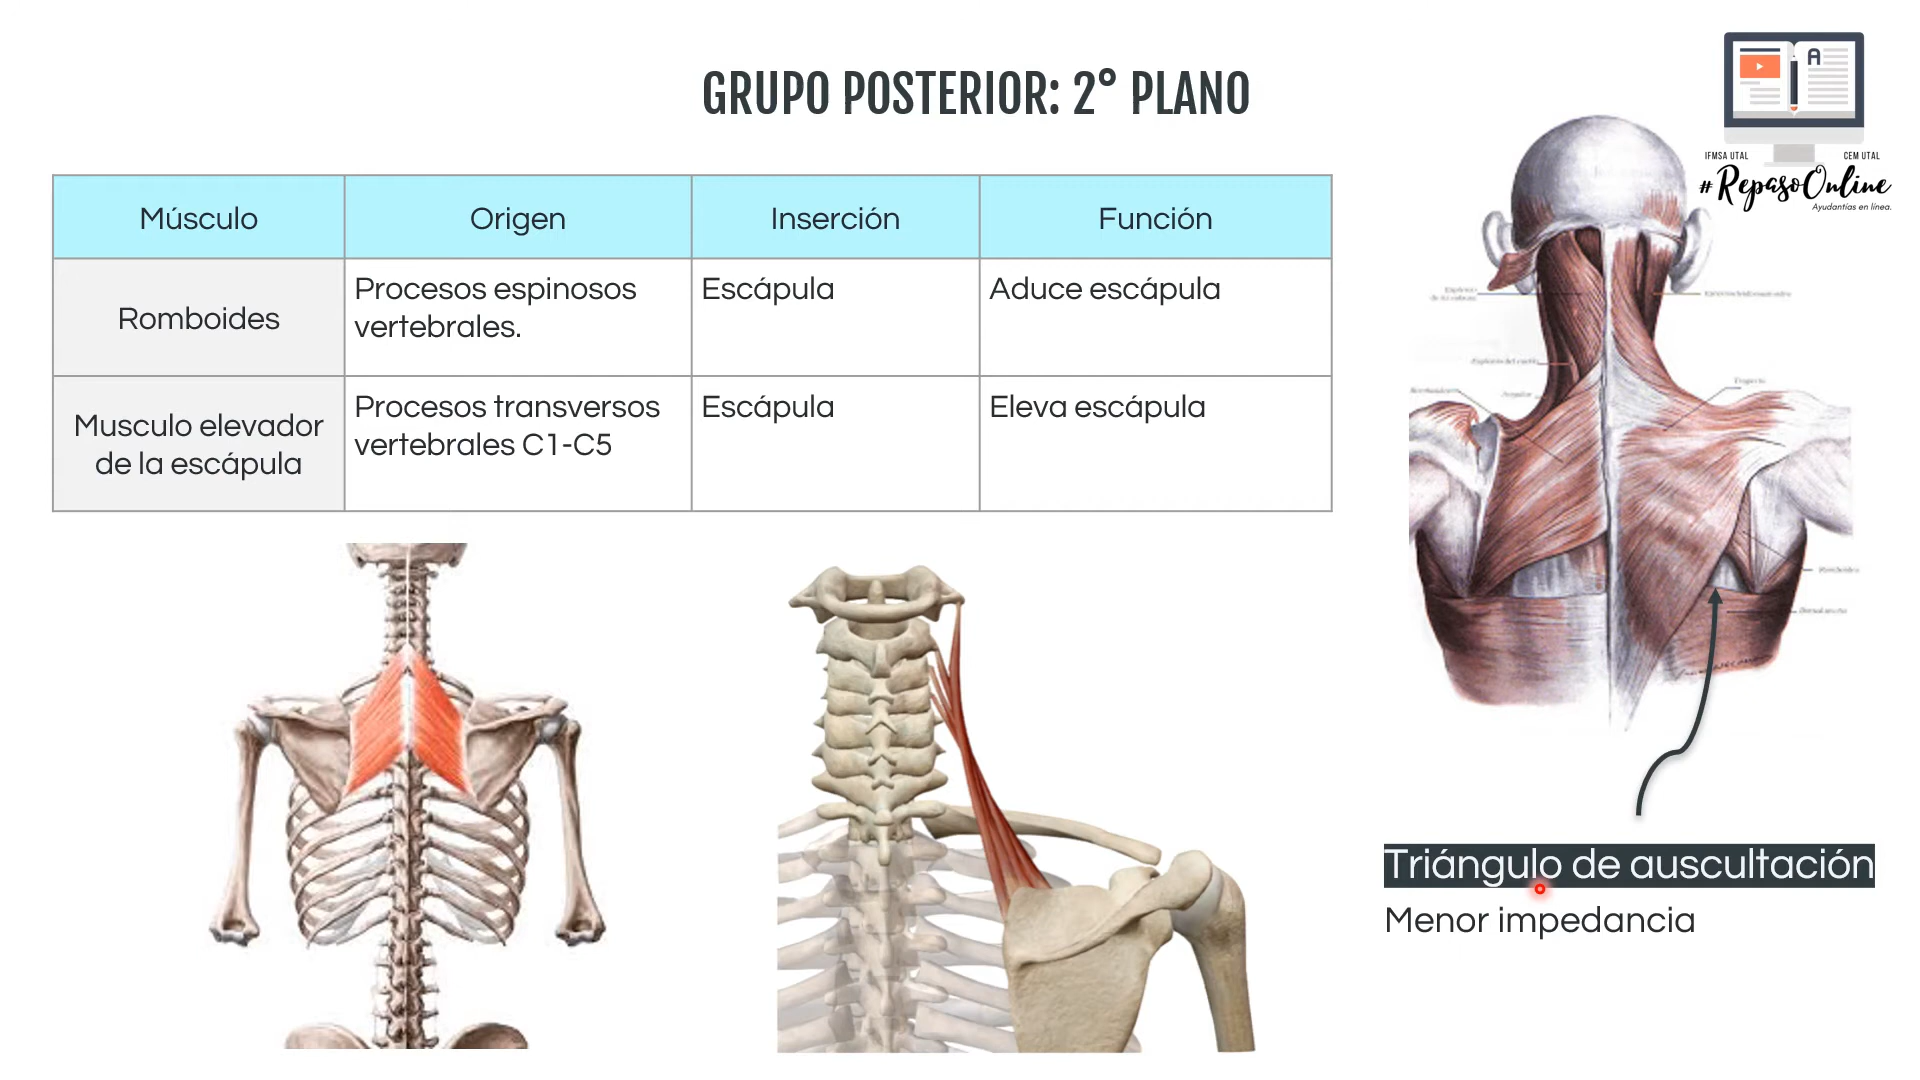 GRUPO POSTERIOR: 2° PLANO
A
IFMSA UTAL
CEM UTAL
#RepasoOnline
Ayudantías en línea.
Músculo
Origen
Inserción
Función
Romboides
Procesos espinosos
vertebrales.
Escápula
Aduce escápula
Musculo elevador
de la escápula
Procesos transversos
vertebrales C1-C5
Escápula
Eleva escápula
Trapecio
Romboides
Triángulo de auscultación
Menor impedancia